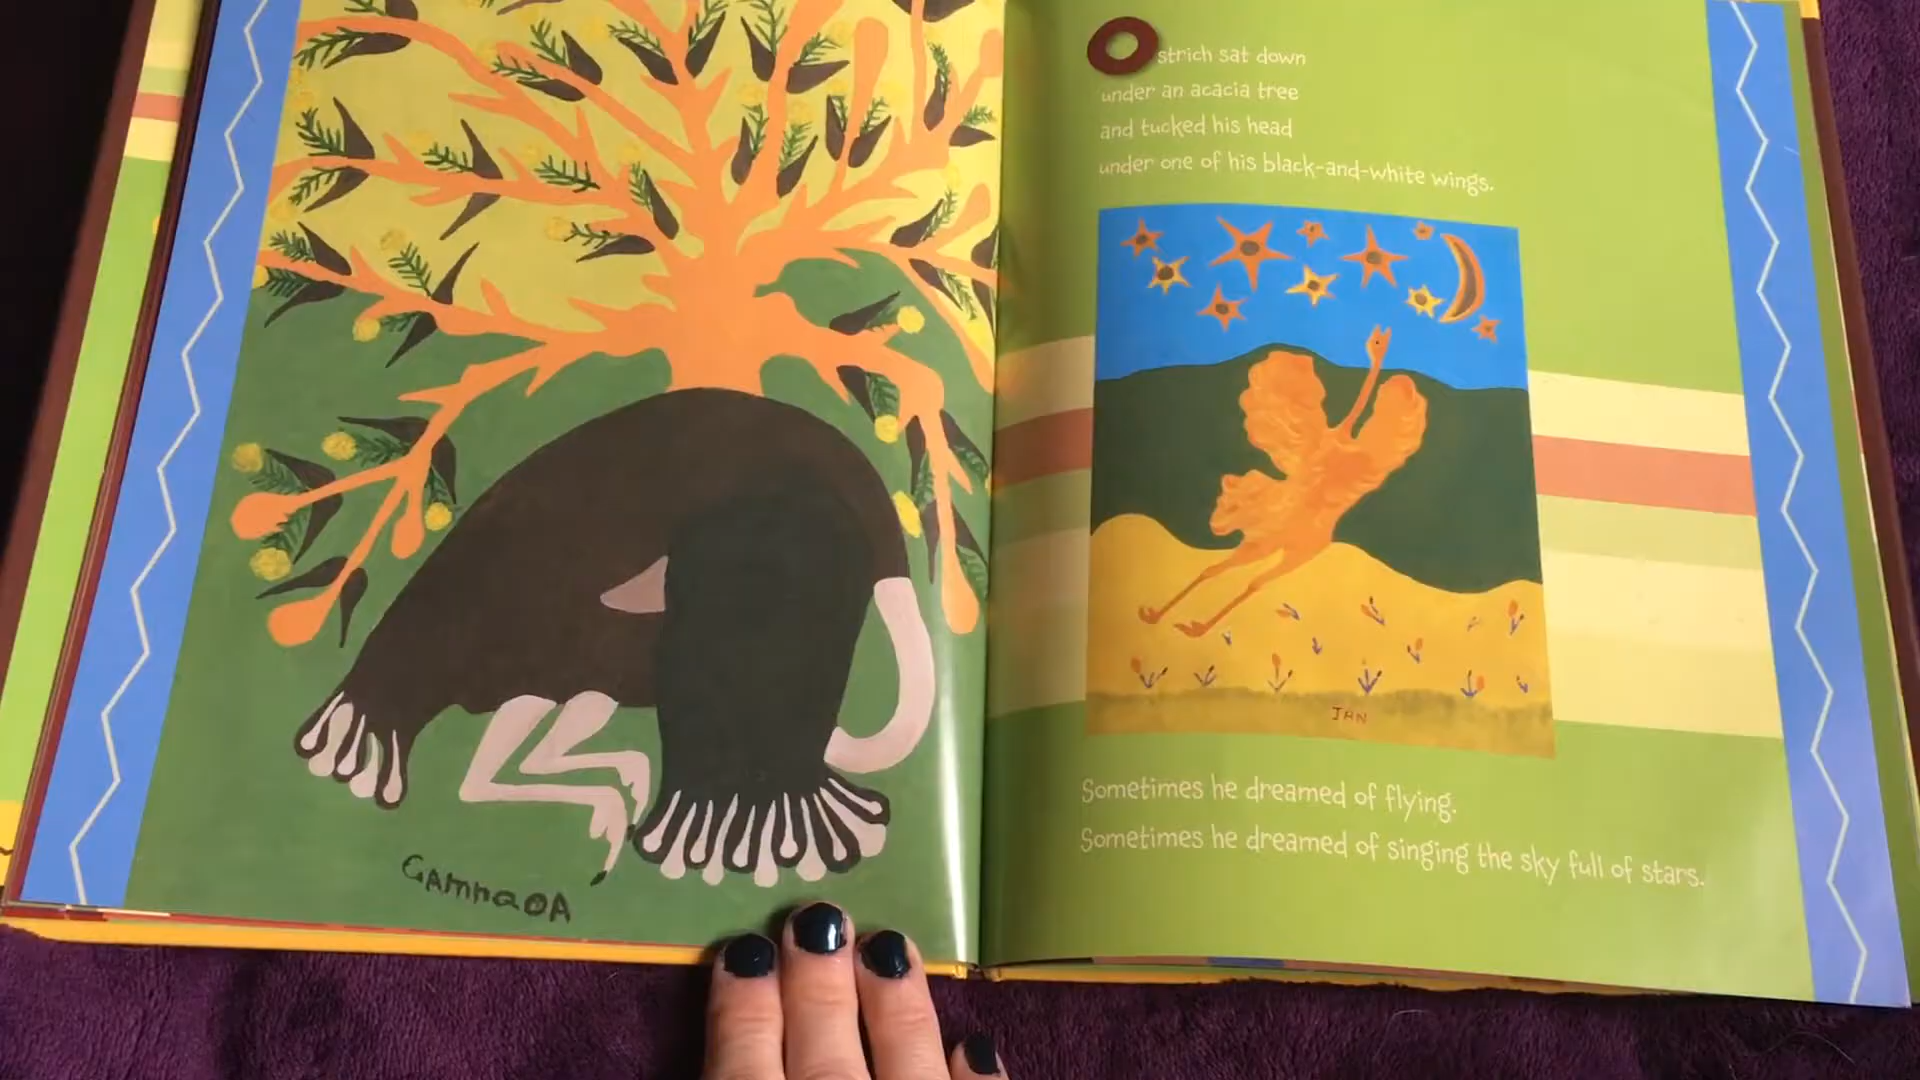 GAmnqOA
Ostrich sat down
under an acacia tree
and tucked his head
under one of his black-and-white wings.
JAN
Sometimes he dreamed of flying.
Sometimes he dreamed of singing the sky full of stars.